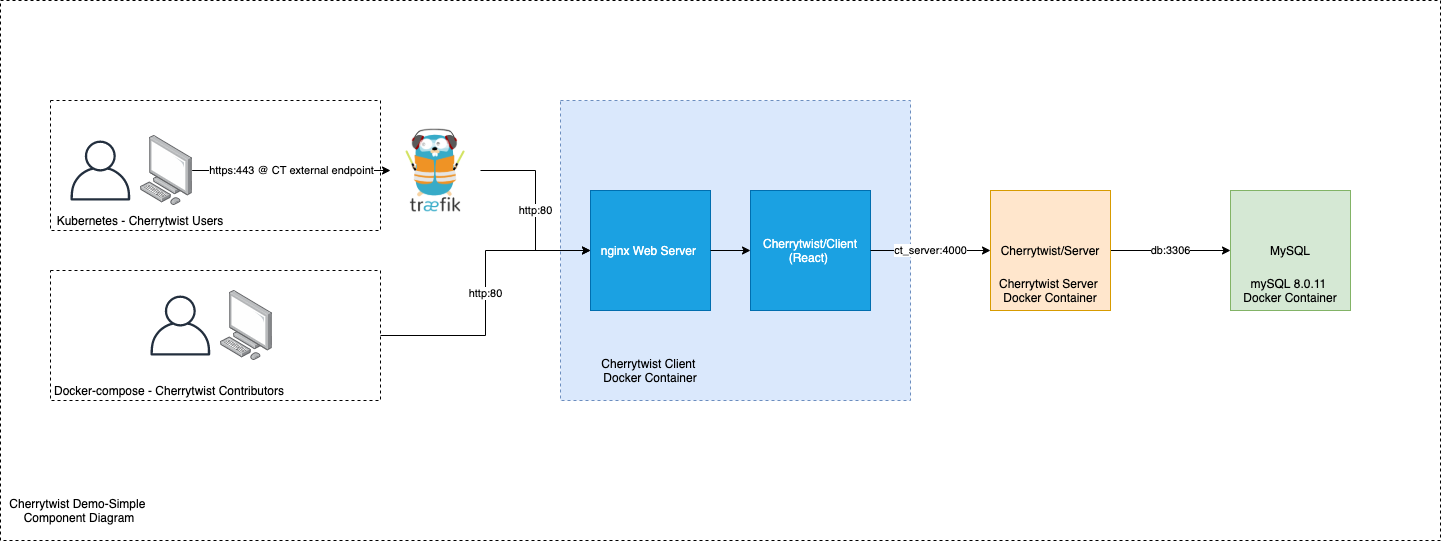 https:443 @ CT external endpoint
træfik
Kubernetes - Cherrytwist Users
http:80
http:80
Docker-compose - Cherrytwist Contributors
nginx Web Server
Cherrytwist/Client
(React)
Cherrytwist Client
Docker Container
ct_server:4000
Cherrytwist/Server
Cherrytwist Server
Docker Container
db:3306
MySQL
mySQL 8.0.11
Docker Container
Cherrytwist Demo-Simple
Component Diagram